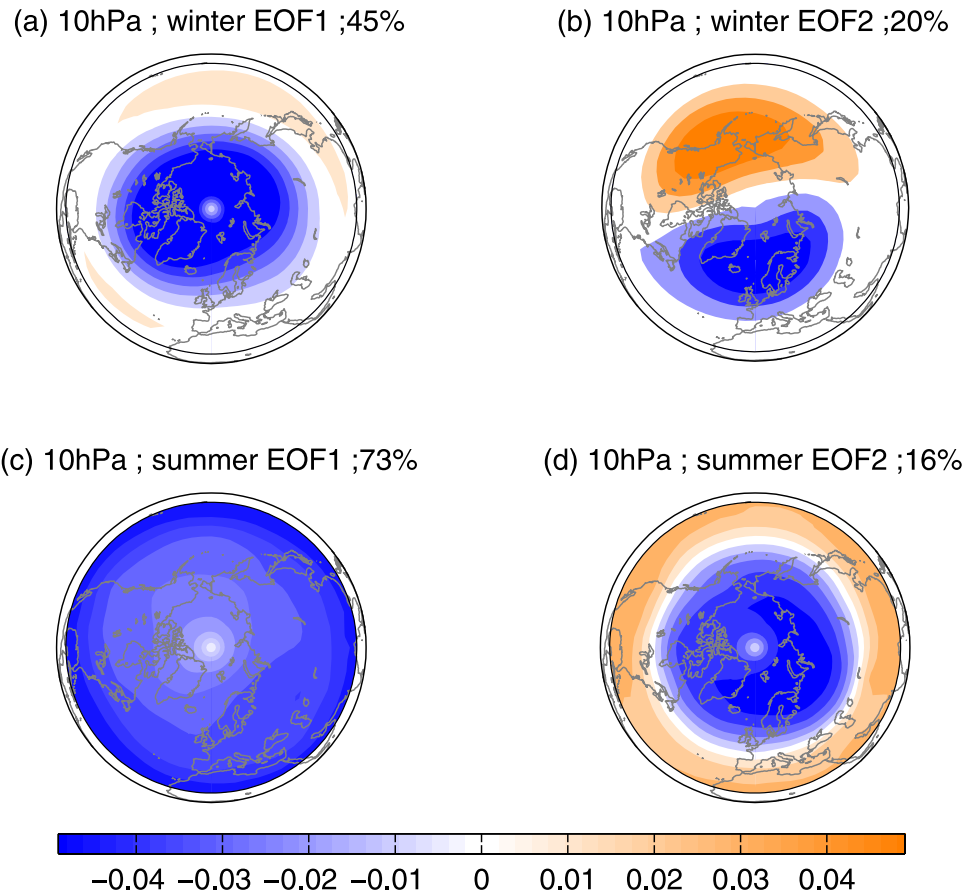 (a) 10hPa ; winter EOF1 ;45%
(b) 10hPa ; winter EOF2 ;20%
(c) 10hPa ; summer EOF1 ;73%
(d) 10hPa ; summer EOF2 ;16%
−0.04 −0.03 −0.02 −0.01 0 0.01 0.02 0.03 0.04